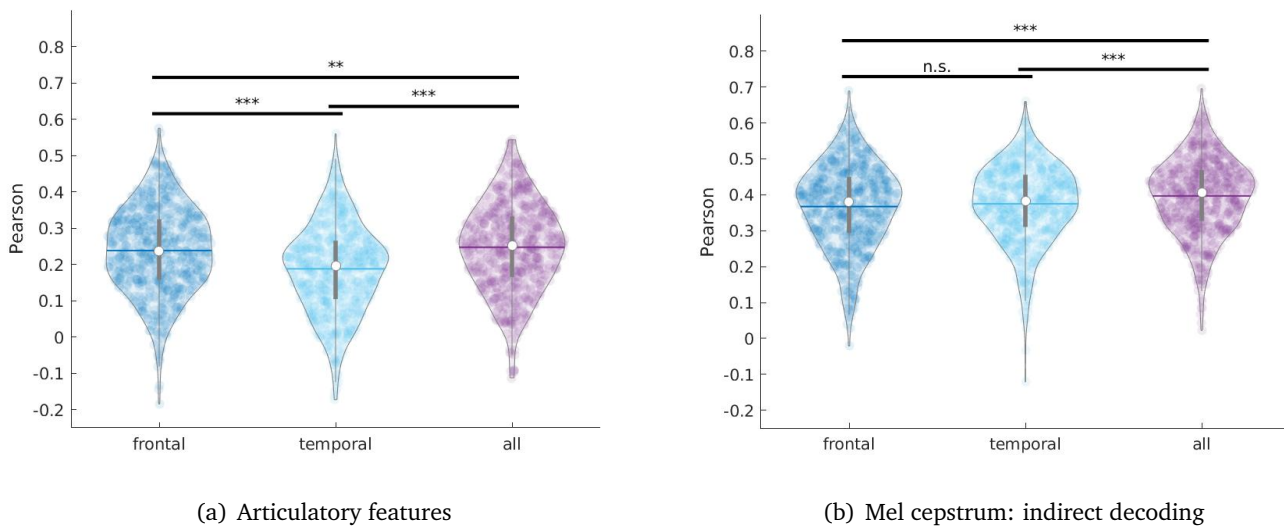 0.8
0.7
0.6
0.5
0.4
0.3
0.2
0.1
0
-0.1
-0.2
Pearson
**
***
***
frontal
temporal
all
(a) Articulatory features
0.8
0.7
0.6
0.5
0.4
0.3
0.2
0.1
0
-0.1
-0.2
Pearson
***
n.s.
***
frontal
temporal
all
(b) Mel cepstrum: indirect decoding